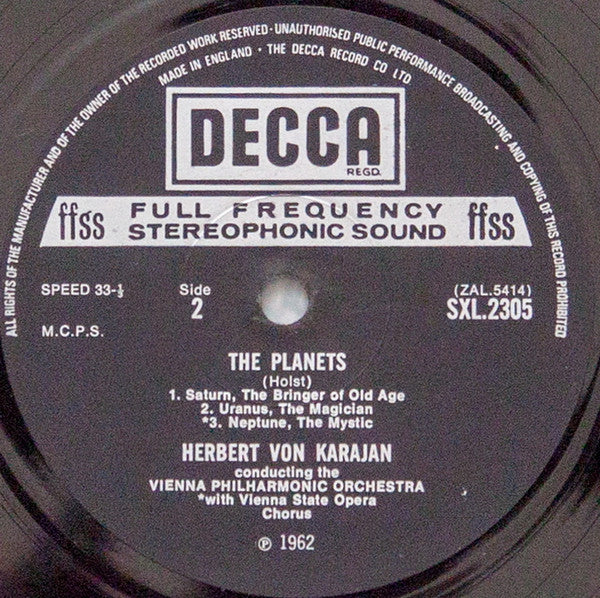 ALL RIGHTS OF THE MANUFACTURER AND OF THE OWNER OF THE RECORDED WORK RESERVED · UNAUTHORISED PUBLIC PERFORMANCE BROADCASTING AND COPYING OF THIS RECORD PROHIBITED
MADE IN ENGLAND · THE DECCA RECORD CO LTD
DECCA
REGD.
ffss FULL FREQUENCY STEREOPHONIC SOUND ffss
SPEED 33-⅓
Side
2
(ZAL.5414)
SXL.2305
M.C.P.S.
THE PLANETS
(Holst)
1. Saturn, The Bringer of Old Age
2. Uranus, The Magician
*3. Neptune, The Mystic
HERBERT VON KARAJAN
conducting the
VIENNA PHILHARMONIC ORCHESTRA
*with Vienna State Opera
Chorus
℗ 1962